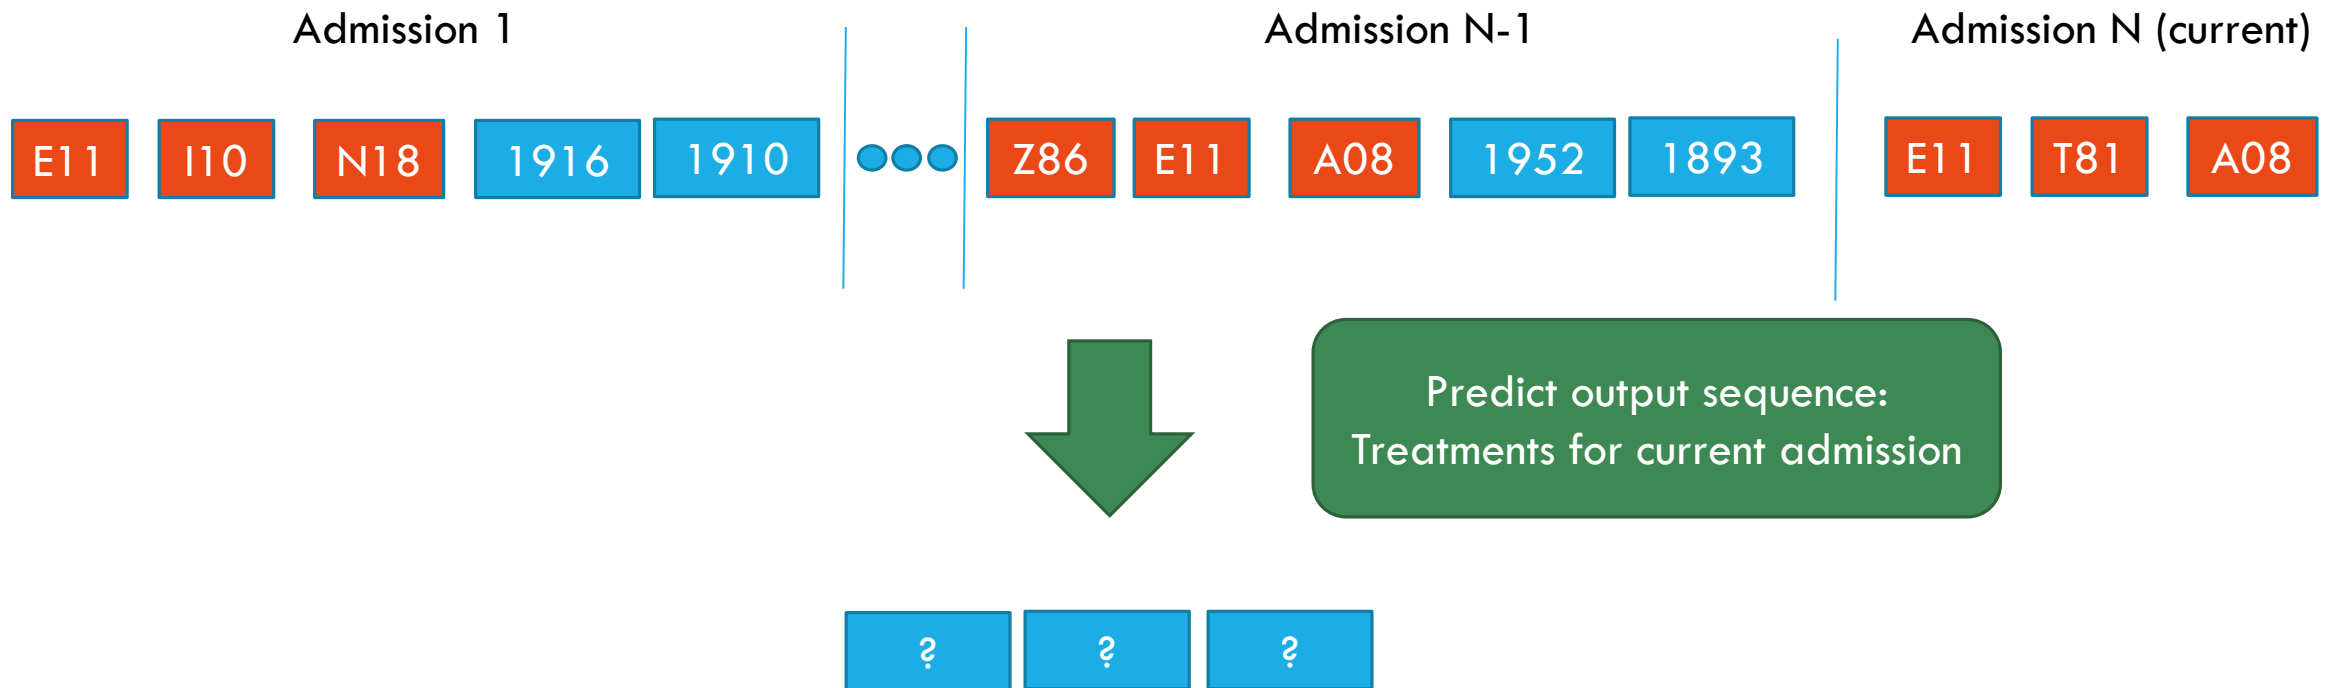 Admission 1
Admission N-1
Admission N (current)
E11 I10 N18 1916 1910 Z86 E11 A08 1952 1893 E11 T81 A08
Predict output sequence:
Treatments for current admission
? ? ?